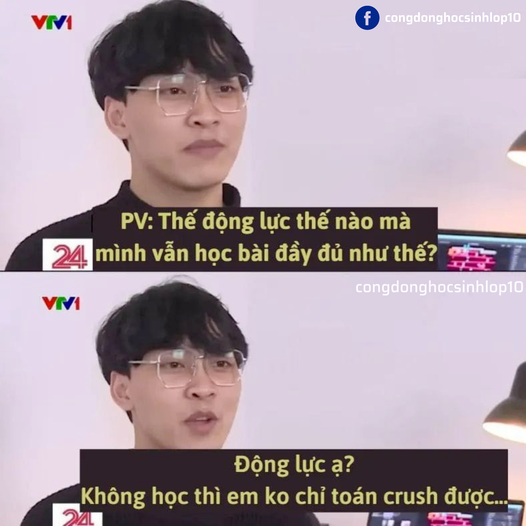 VTV1
congdonghocsinhlop10
PV: Thế động lực thế nào mà
mình vẫn học bài đầy đủ như thế?
24
congdonghocsinhlop10
VTV1
Động lực ạ?
Không học thì em ko chỉ toán crush được...
24